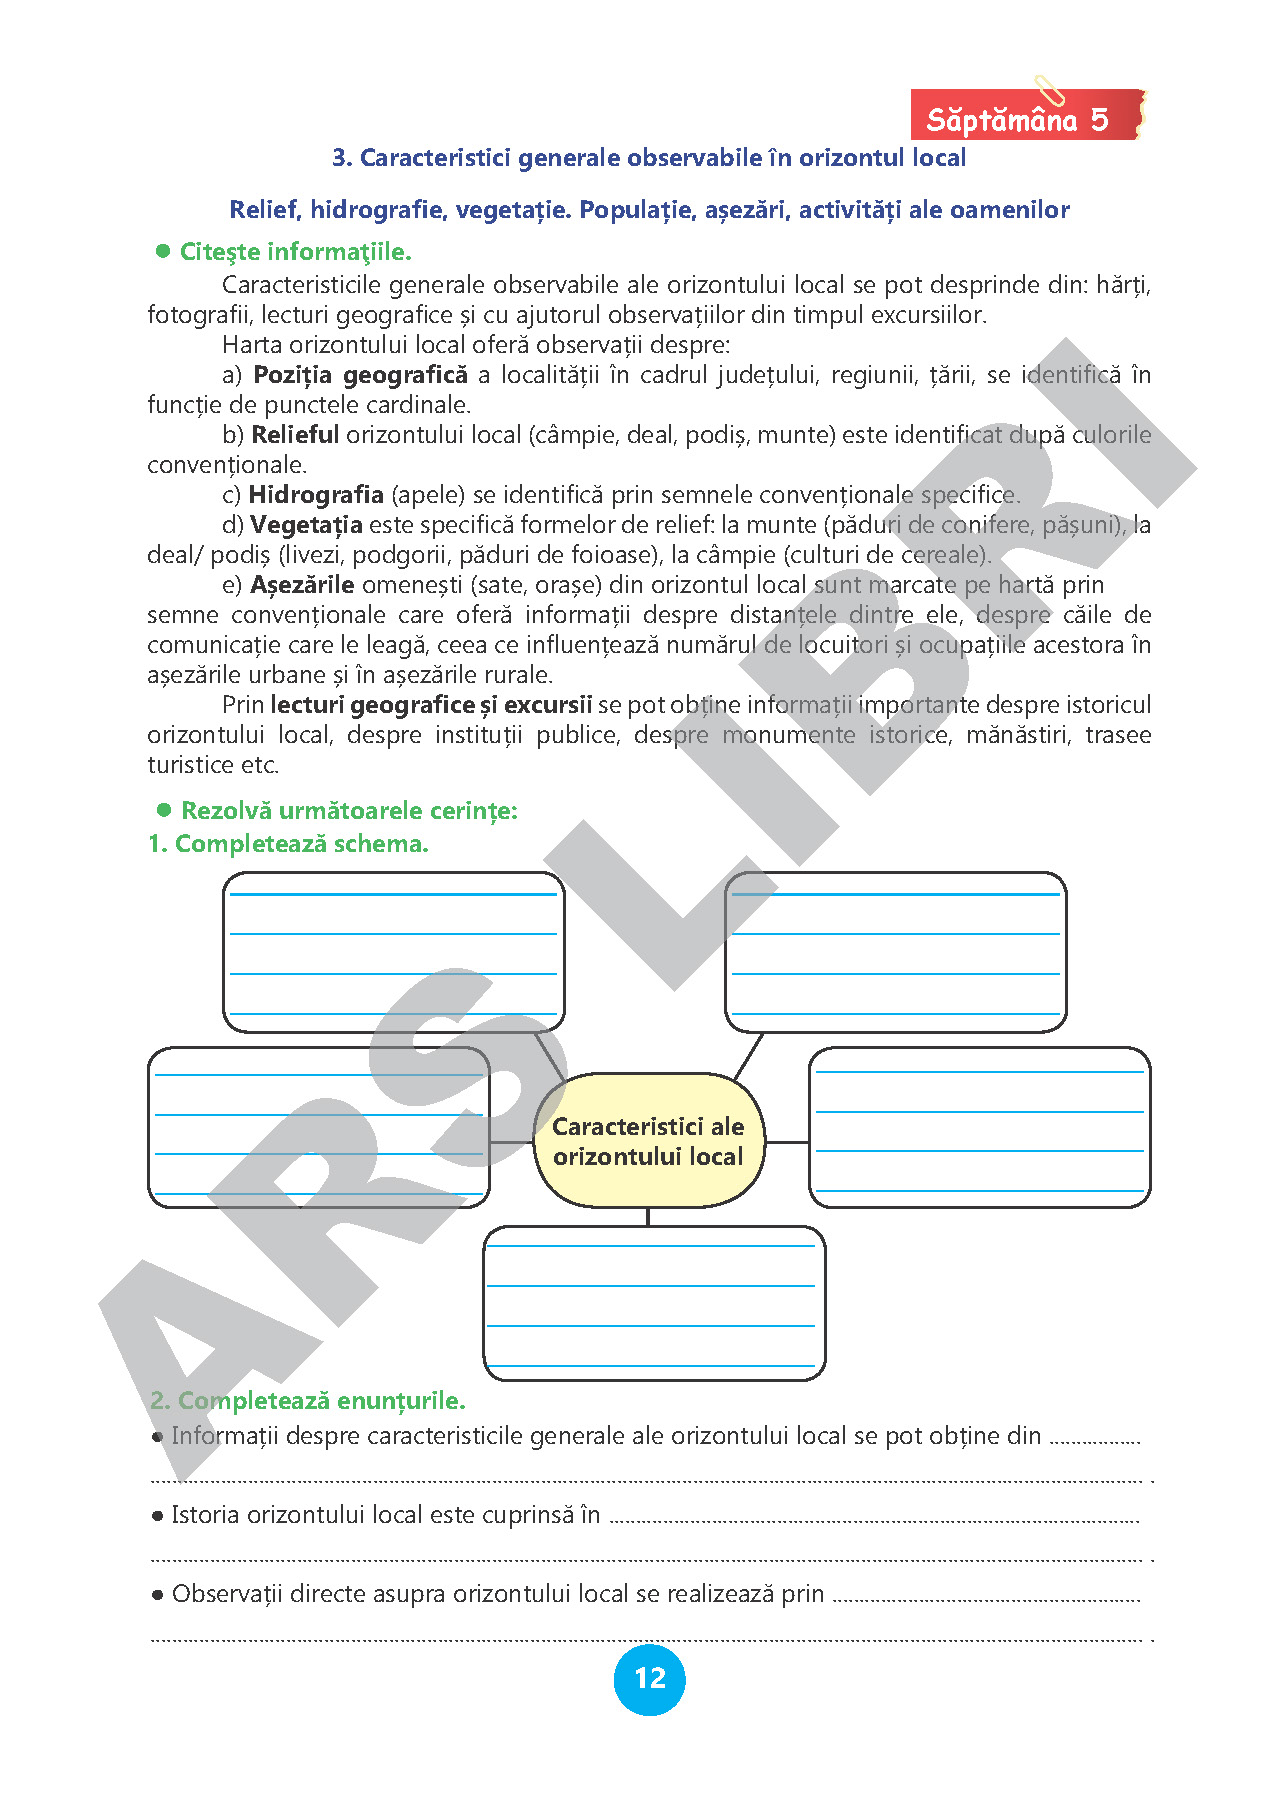 Săptămâna 5
3. Caracteristici generale observabile în orizontul local
Relief, hidrografie, vegetație. Populație, așezări, activități ale oamenilor
● Citeşte informaţiile.
Caracteristicile generale observabile ale orizontului local se pot desprinde din: hărți,
fotografii, lecturi geografice și cu ajutorul observațiilor din timpul excursiilor.
Harta orizontului local oferă observații despre:
a) Poziția geografică a localității în cadrul județului, regiunii, țării, se identifică în
funcție de punctele cardinale.
b) Relieful orizontului local (câmpie, deal, podiș, munte) este identificat după culorile
convenționale.
c) Hidrografia (apele) se identifică prin semnele convenționale specifice.
d) Vegetația este specifică formelor de relief: la munte (păduri de conifere, pășuni), la
deal/ podiș (livezi, podgorii, păduri de foioase), la câmpie (culturi de cereale).
e) Așezările omenești (sate, orașe) din orizontul local sunt marcate pe hartă prin
semne convenționale care oferă informații despre distanțele dintre ele, despre căile de
comunicație care le leagă, ceea ce influențează numărul de locuitori și ocupațiile acestora în
așezările urbane și în așezările rurale.
Prin lecturi geografice și excursii se pot obține informații importante despre istoricul
orizontului local, despre instituții publice, despre monumente istorice, mănăstiri, trasee
turistice etc.
● Rezolvă următoarele cerințe:
1. Completează schema.
Caracteristici ale
orizontului local
2. Completează enunțurile.
● Informații despre caracteristicile generale ale orizontului local se pot obține din .................
.................................................................................................................................... .
● Istoria orizontului local este cuprinsă în ..................................................................................
.................................................................................................................................... .
● Observații directe asupra orizontului local se realizează prin .........................................................
.................................................................................................................................... .
12
ARS LIBRI